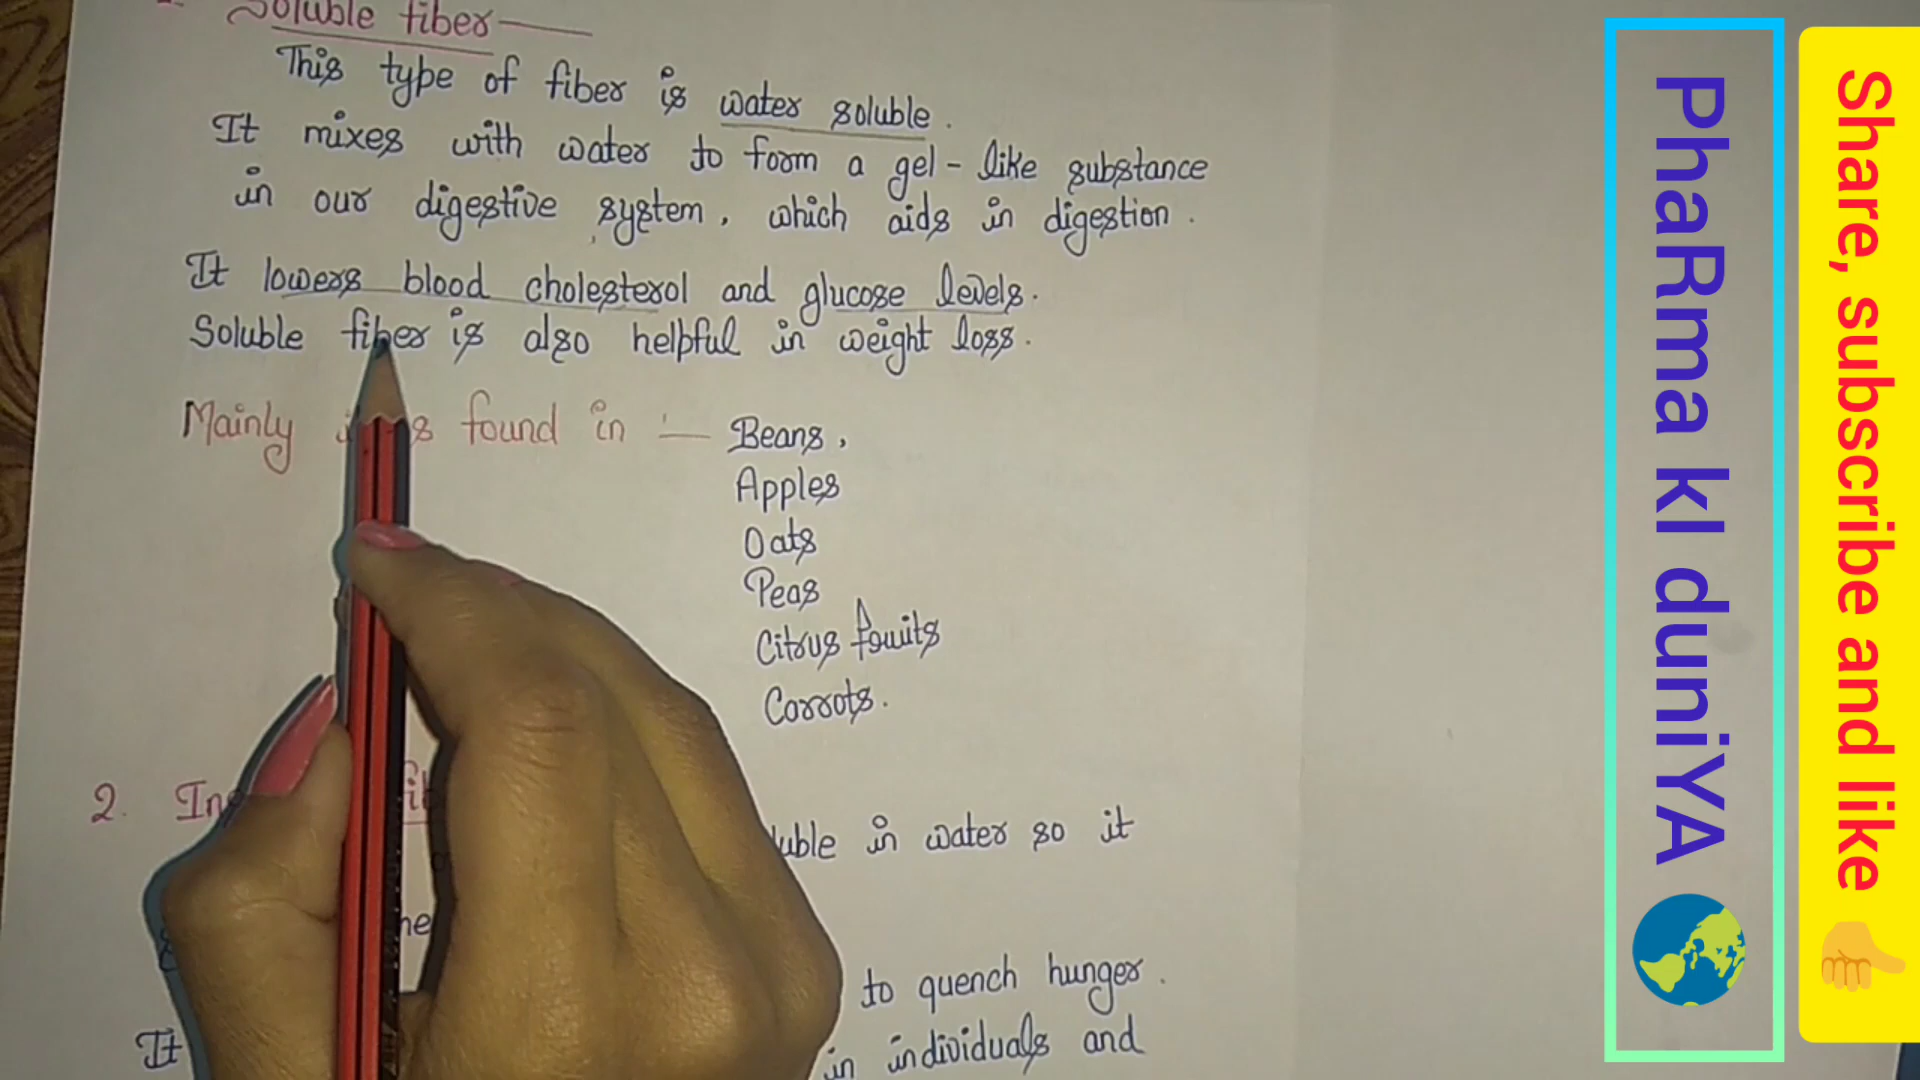 Soluble fiber
This type of fiber is water soluble.
It mixes with water to form a gel - like substance
in our digestive system, which aids in digestion.
It lowers blood cholesterol and glucose levels.
Soluble fiber is also helpful in weight loss.
Mainly found in :— Beans,
Apples
Oats
Peas
Citrus fruits
Corrots.
2.
in water so it
to quench hunger.
It in individuals and
PhaRma kI duniYA 🌏
Share, subscribe and like 👍